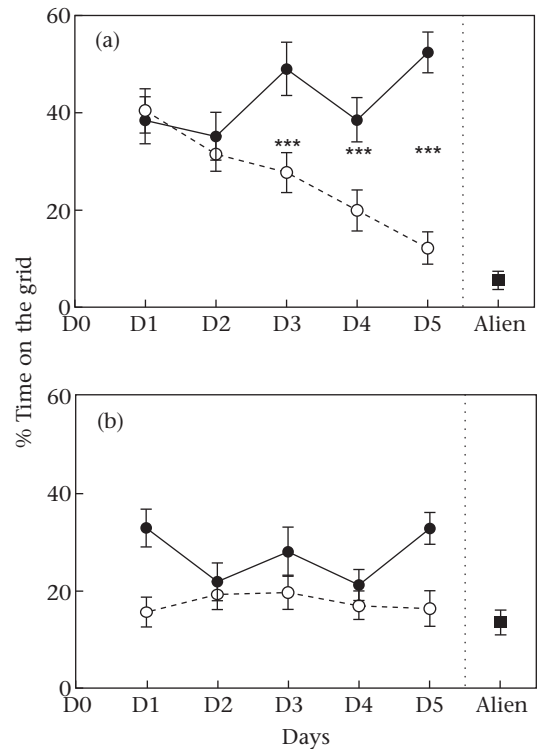 60
(a)
40
*** *** ***
20
0
D0 D1 D2 D3 D4 D5 Alien
% Time on the grid
60
(b)
40
20
0
D0 D1 D2 D3 D4 D5 Alien
Days